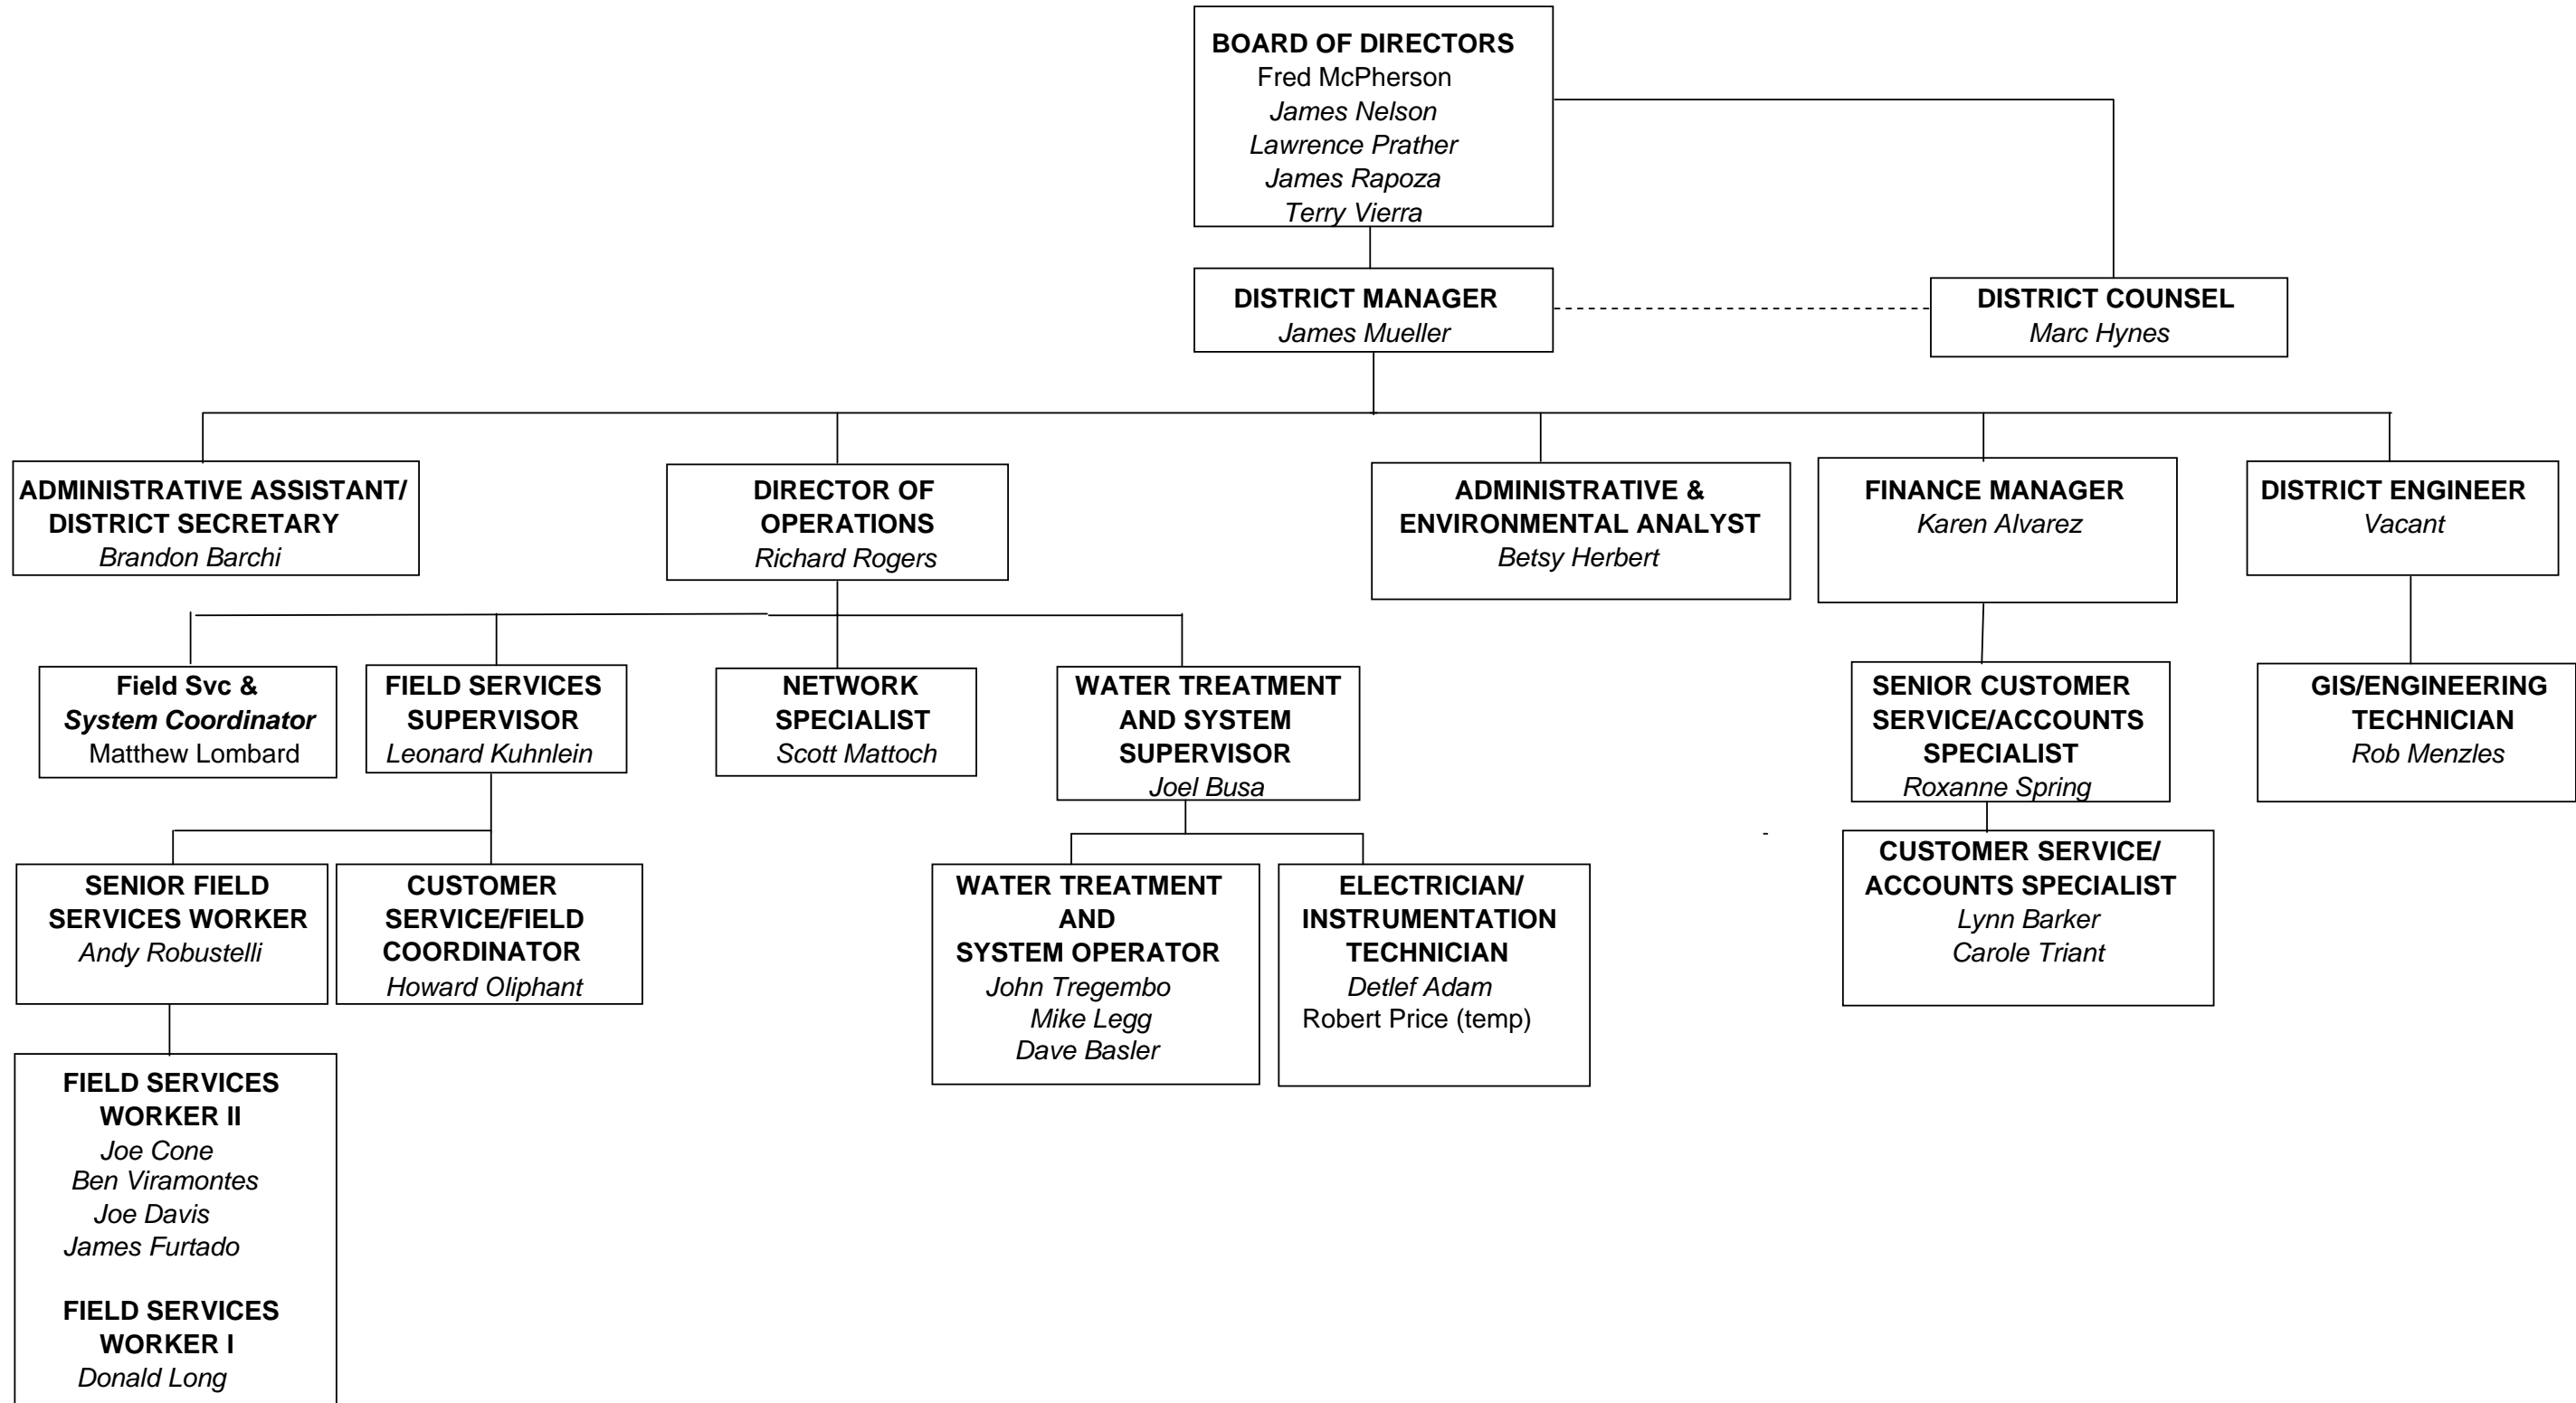 BOARD OF DIRECTORS
Fred McPherson
James Nelson
Lawrence Prather
James Rapoza
Terry Vierra
DISTRICT MANAGER
James Mueller
DISTRICT COUNSEL
Marc Hynes
ADMINISTRATIVE ASSISTANT/
DISTRICT SECRETARY
Brandon Barchi
DIRECTOR OF
OPERATIONS
Richard Rogers
ADMINISTRATIVE &
ENVIRONMENTAL ANALYST
Betsy Herbert
FINANCE MANAGER
Karen Alvarez
DISTRICT ENGINEER
Vacant
Field Svc &
System Coordinator
Matthew Lombard
FIELD SERVICES
SUPERVISOR
Leonard Kuhnlein
NETWORK
SPECIALIST
Scott Mattoch
WATER TREATMENT
AND SYSTEM
SUPERVISOR
Joel Busa
SENIOR CUSTOMER
SERVICE/ACCOUNTS
SPECIALIST
Roxanne Spring
GIS/ENGINEERING
TECHNICIAN
Rob Menzles
SENIOR FIELD
SERVICES WORKER
Andy Robustelli
CUSTOMER
SERVICE/FIELD
COORDINATOR
Howard Oliphant
WATER TREATMENT
AND
SYSTEM OPERATOR
John Tregembo
Mike Legg
Dave Basler
ELECTRICIAN/
INSTRUMENTATION
TECHNICIAN
Detlef Adam
Robert Price (temp)
CUSTOMER SERVICE/
ACCOUNTS SPECIALIST
Lynn Barker
Carole Triant
FIELD SERVICES
WORKER II
Joe Cone
Ben Viramontes
Joe Davis
James Furtado
FIELD SERVICES
WORKER I
Donald Long